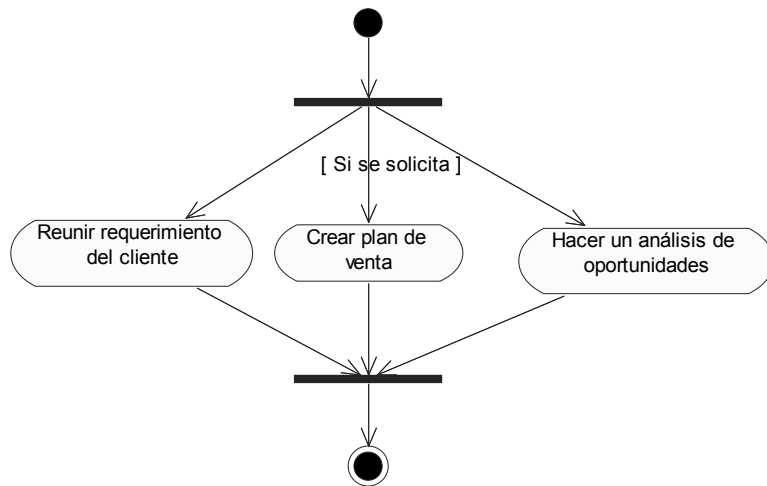 [ Si se solicita ]
Reunir requerimiento
del cliente
Crear plan de
venta
Hacer un análisis de
oportunidades